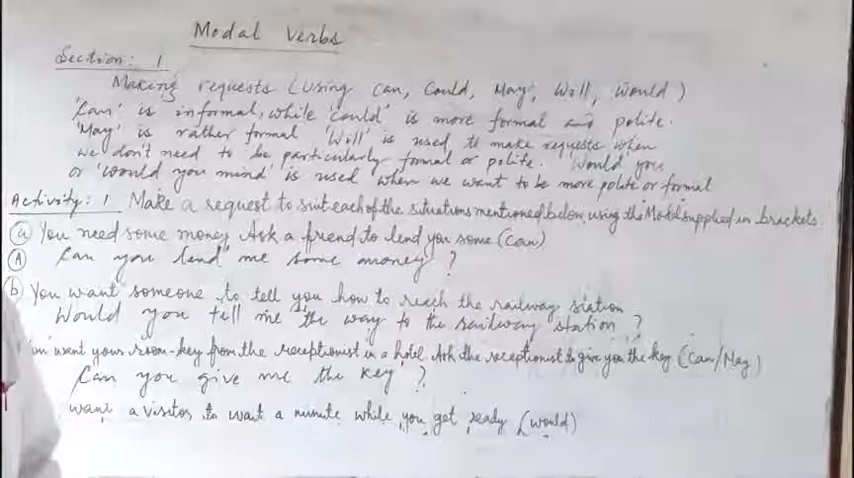 Modal Verbs
Section: 1
Making requests (Using can, Could, May, Will, Would)
'Can' is informal, while 'could' is more formal and polite.
'May' is rather formal 'Will' is used to make requests when
we don't need to be particularly formal or polite. 'Would you
or 'would you mind' is used when we want to be more polite or formal
Activity: 1 Make a request to suit each of the situations mentioned below, using the Modal supplied in brackets.
(a) You need some money. Ask a friend to lend you some (can)
(A) Can you lend me some money?
(b) You want someone to tell you how to reach the railway station
Would you tell me the way to the railway station?
want your room-key from the receptionist in a hotel. Ask the receptionist to give you the key (can/May)
Can you give me the key?
want a visitor to wait a minute while you get ready (would)